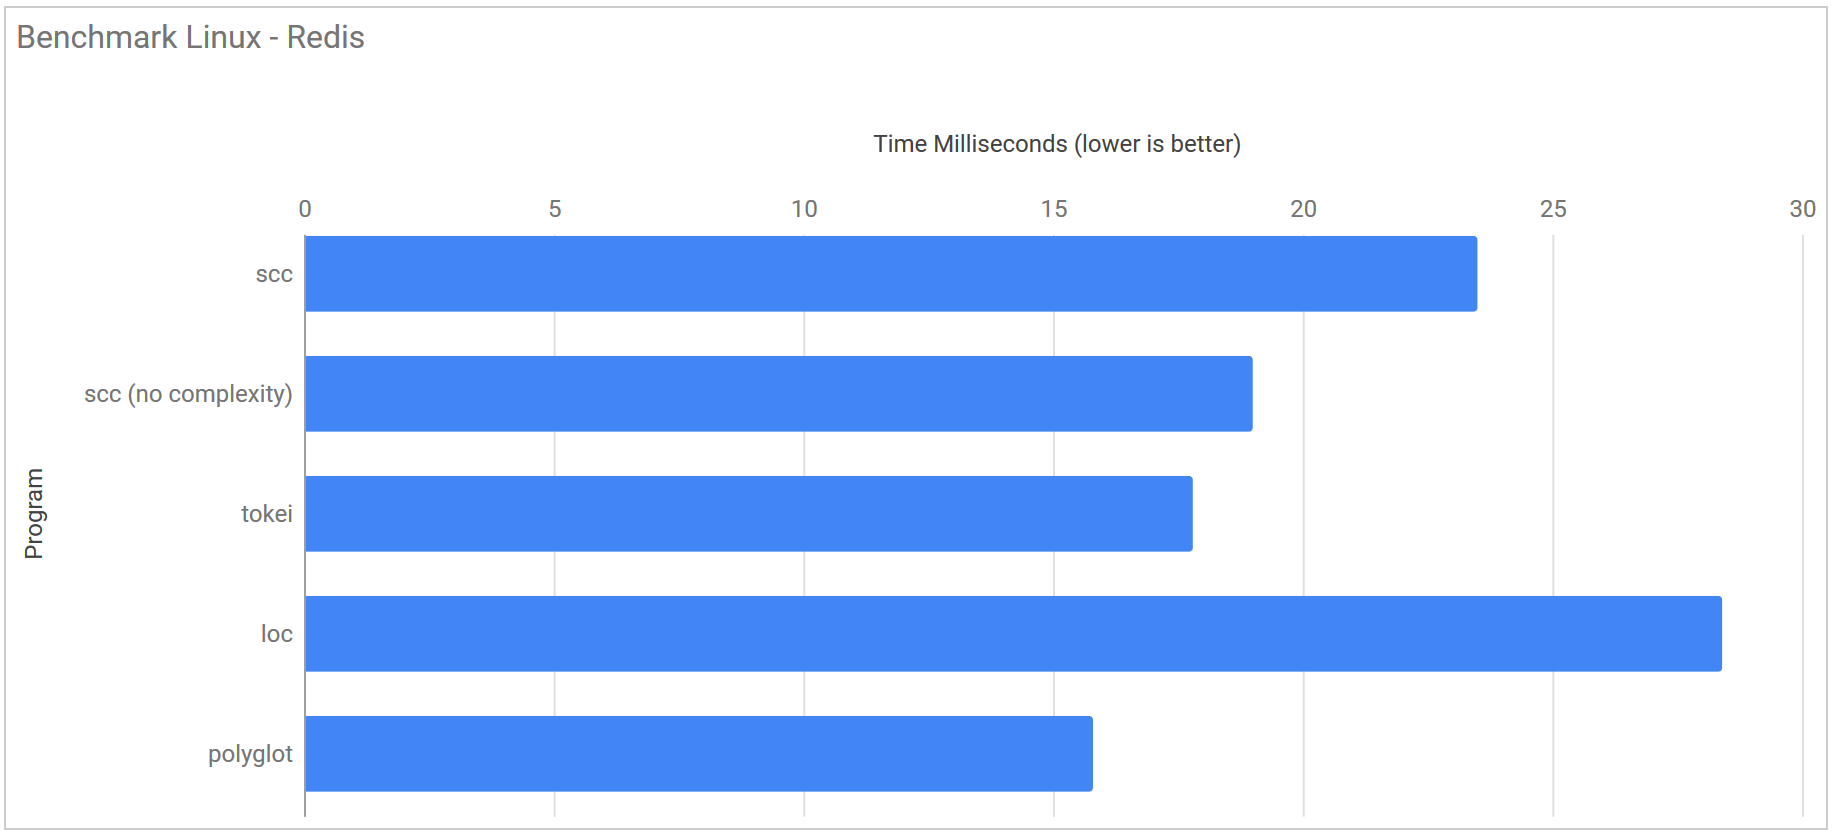 Benchmark Linux - Redis
Time Milliseconds (lower is better)
0 5 10 15 20 25 30
scc
scc (no complexity)
tokei
loc
polyglot
Program